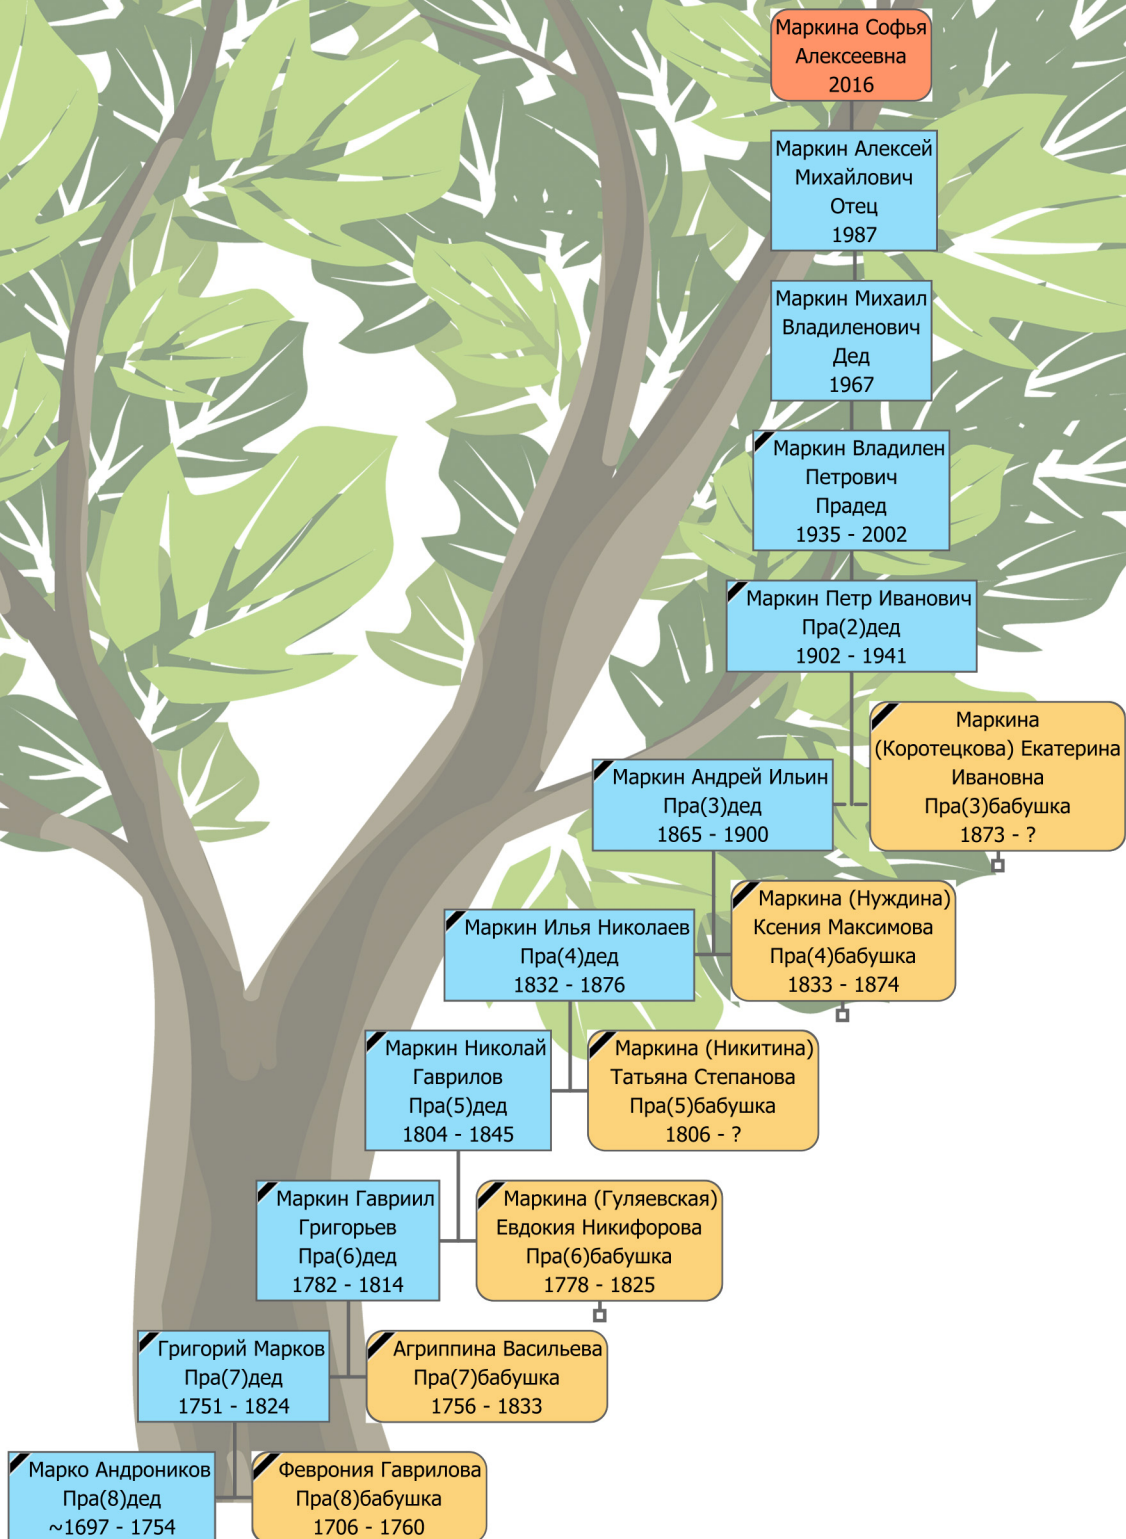 Маркина Софья
Алексеевна
2016
Маркин Алексей
Михайлович
Отец
1987
Маркин Михаил
Владиленович
Дед
1967
Маркин Владилен
Петрович
Прадед
1935 - 2002
Маркин Петр Иванович
Пра(2)дед
1902 - 1941
Маркин Андрей Ильин
Пра(3)дед
1865 - 1900
Маркина
(Коротецкова) Екатерина
Ивановна
Пра(3)бабушка
1873 - ?
Маркин Илья Николаев
Пра(4)дед
1832 - 1876
Маркина (Нуждина)
Ксения Максимова
Пра(4)бабушка
1833 - 1874
Маркин Николай
Гаврилов
Пра(5)дед
1804 - 1845
Маркина (Никитина)
Татьяна Степанова
Пра(5)бабушка
1806 - ?
Маркин Гавриил
Григорьев
Пра(6)дед
1782 - 1814
Маркина (Гуляевская)
Евдокия Никифорова
Пра(6)бабушка
1778 - 1825
Григорий Марков
Пра(7)дед
1751 - 1824
Агриппина Васильева
Пра(7)бабушка
1756 - 1833
Марко Андроников
Пра(8)дед
~1697 - 1754
Феврония Гаврилова
Пра(8)бабушка
1706 - 1760